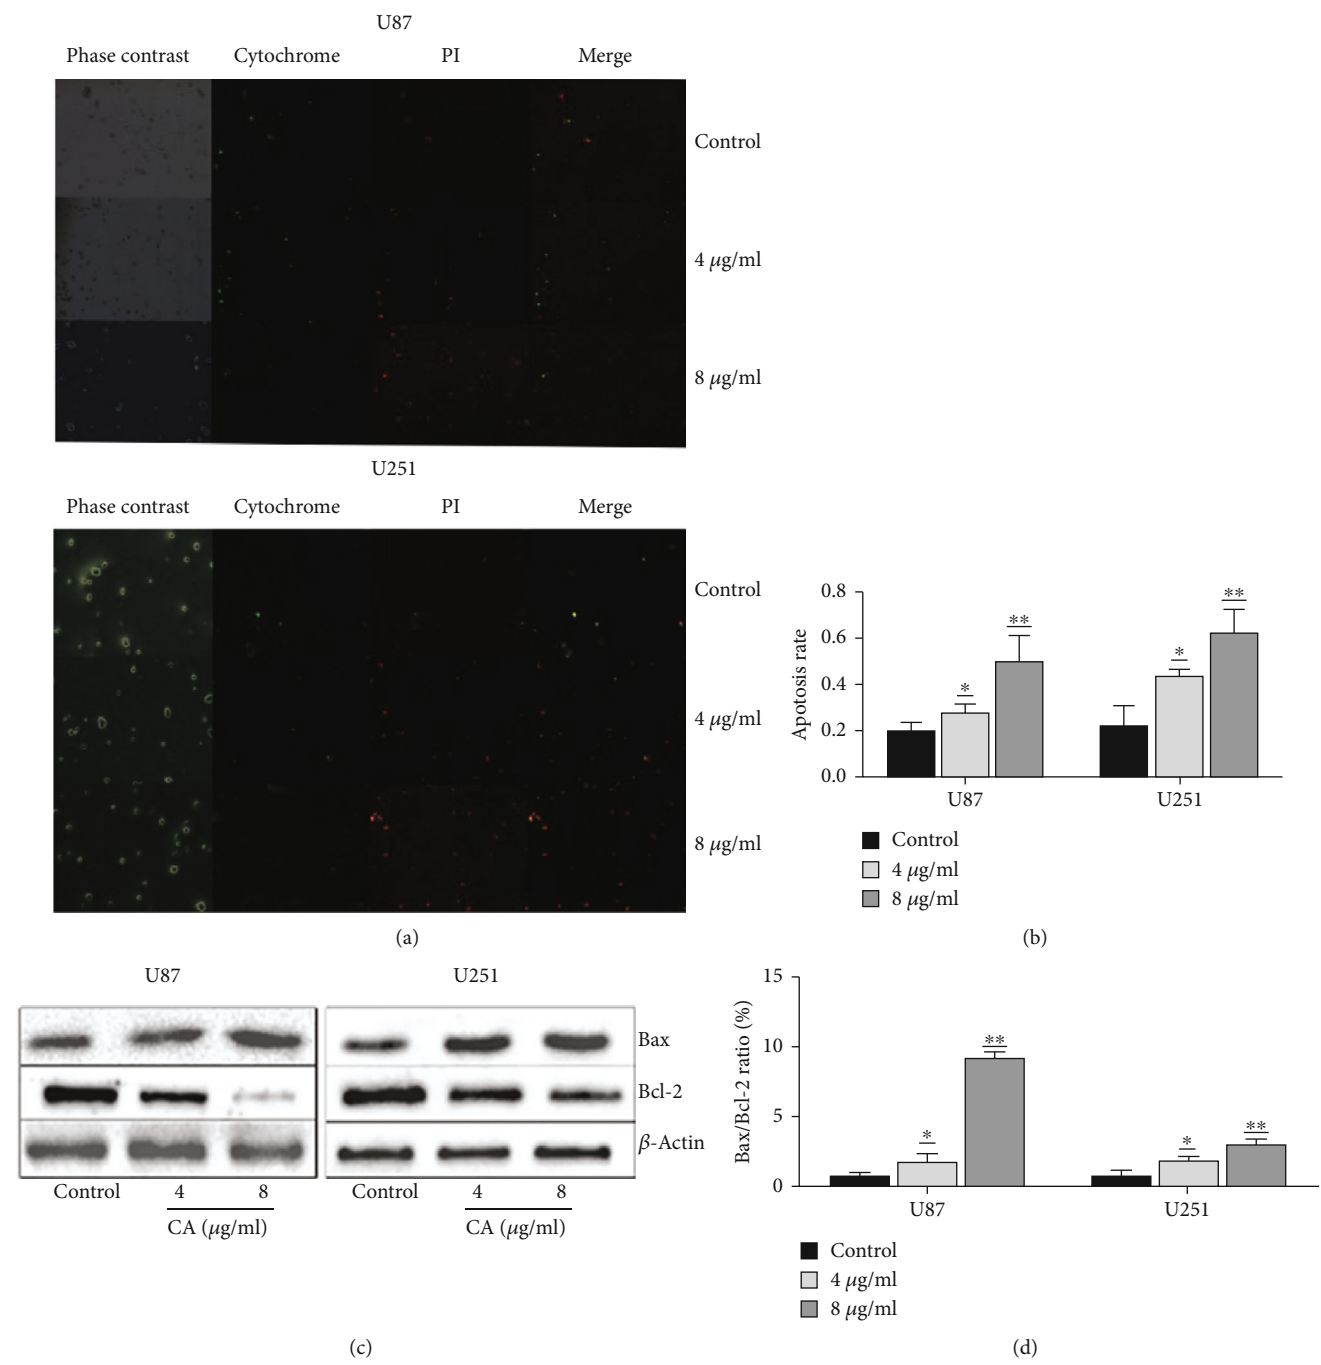 U87
Phase contrast Cytochrome PI Merge
Control
4 μg/ml
8 μg/ml
U251
Phase contrast Cytochrome PI Merge
Control
4 μg/ml
8 μg/ml
(a)
Apotosis rate
0.8
0.6
0.4
0.2
0.0
* ** * **
U87 U251
Control
4 μg/ml
8 μg/ml
(b)
U87 U251
Bax
Bcl-2
β-Actin
Control 4 8 Control 4 8
CA (μg/ml) CA (μg/ml)
(c)
Bax/Bcl-2 ratio (%)
15
10
5
0
* ** * **
U87 U251
Control
4 μg/ml
8 μg/ml
(d)